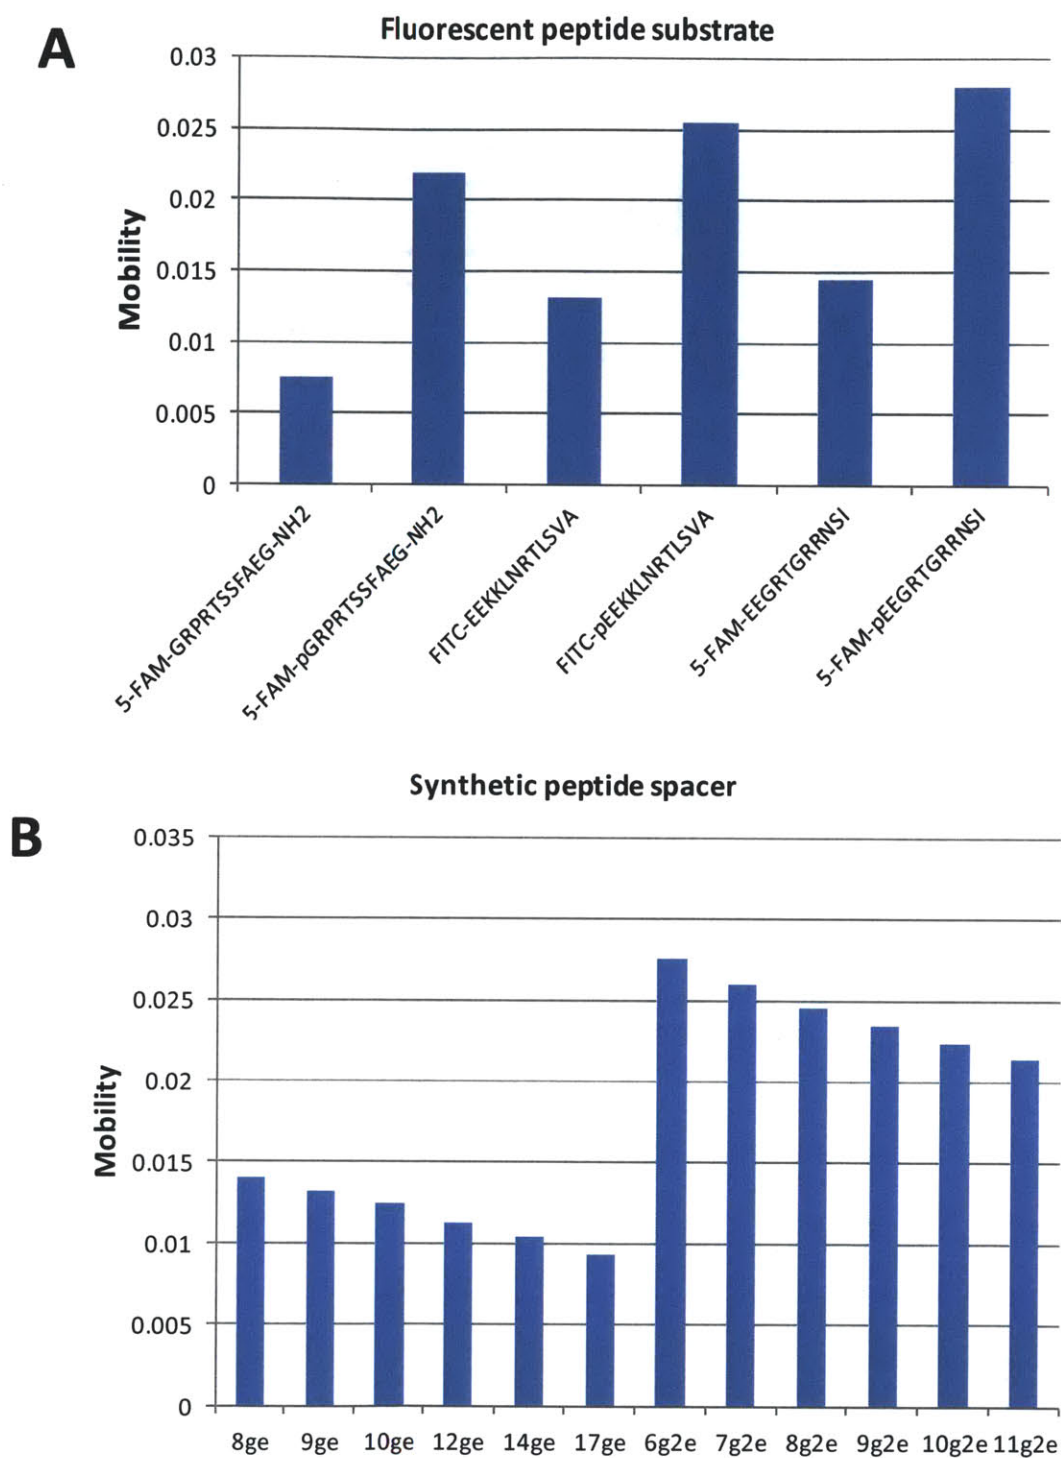 A
Fluorescent peptide substrate
0.03
0.025
0.02
0.015
0.01
0.005
0
Mobility
5-FAM-GRPRTSSFAEG-NH2
5-FAM-pGRPRTSSFAEG-NH2
FITC-EEKKLNRTLSVA
FITC-pEEKKLNRTLSVA
5-FAM-EEGRTGRRNSI
5-FAM-pEEGRTGRRNSI
Synthetic peptide spacer
B
0.035
0.03
0.025
0.02
0.015
0.01
0.005
0
Mobility
8ge 9ge 10ge 12ge 14ge 17ge 6g2e 7g2e 8g2e 9g2e 10g2e 11g2e